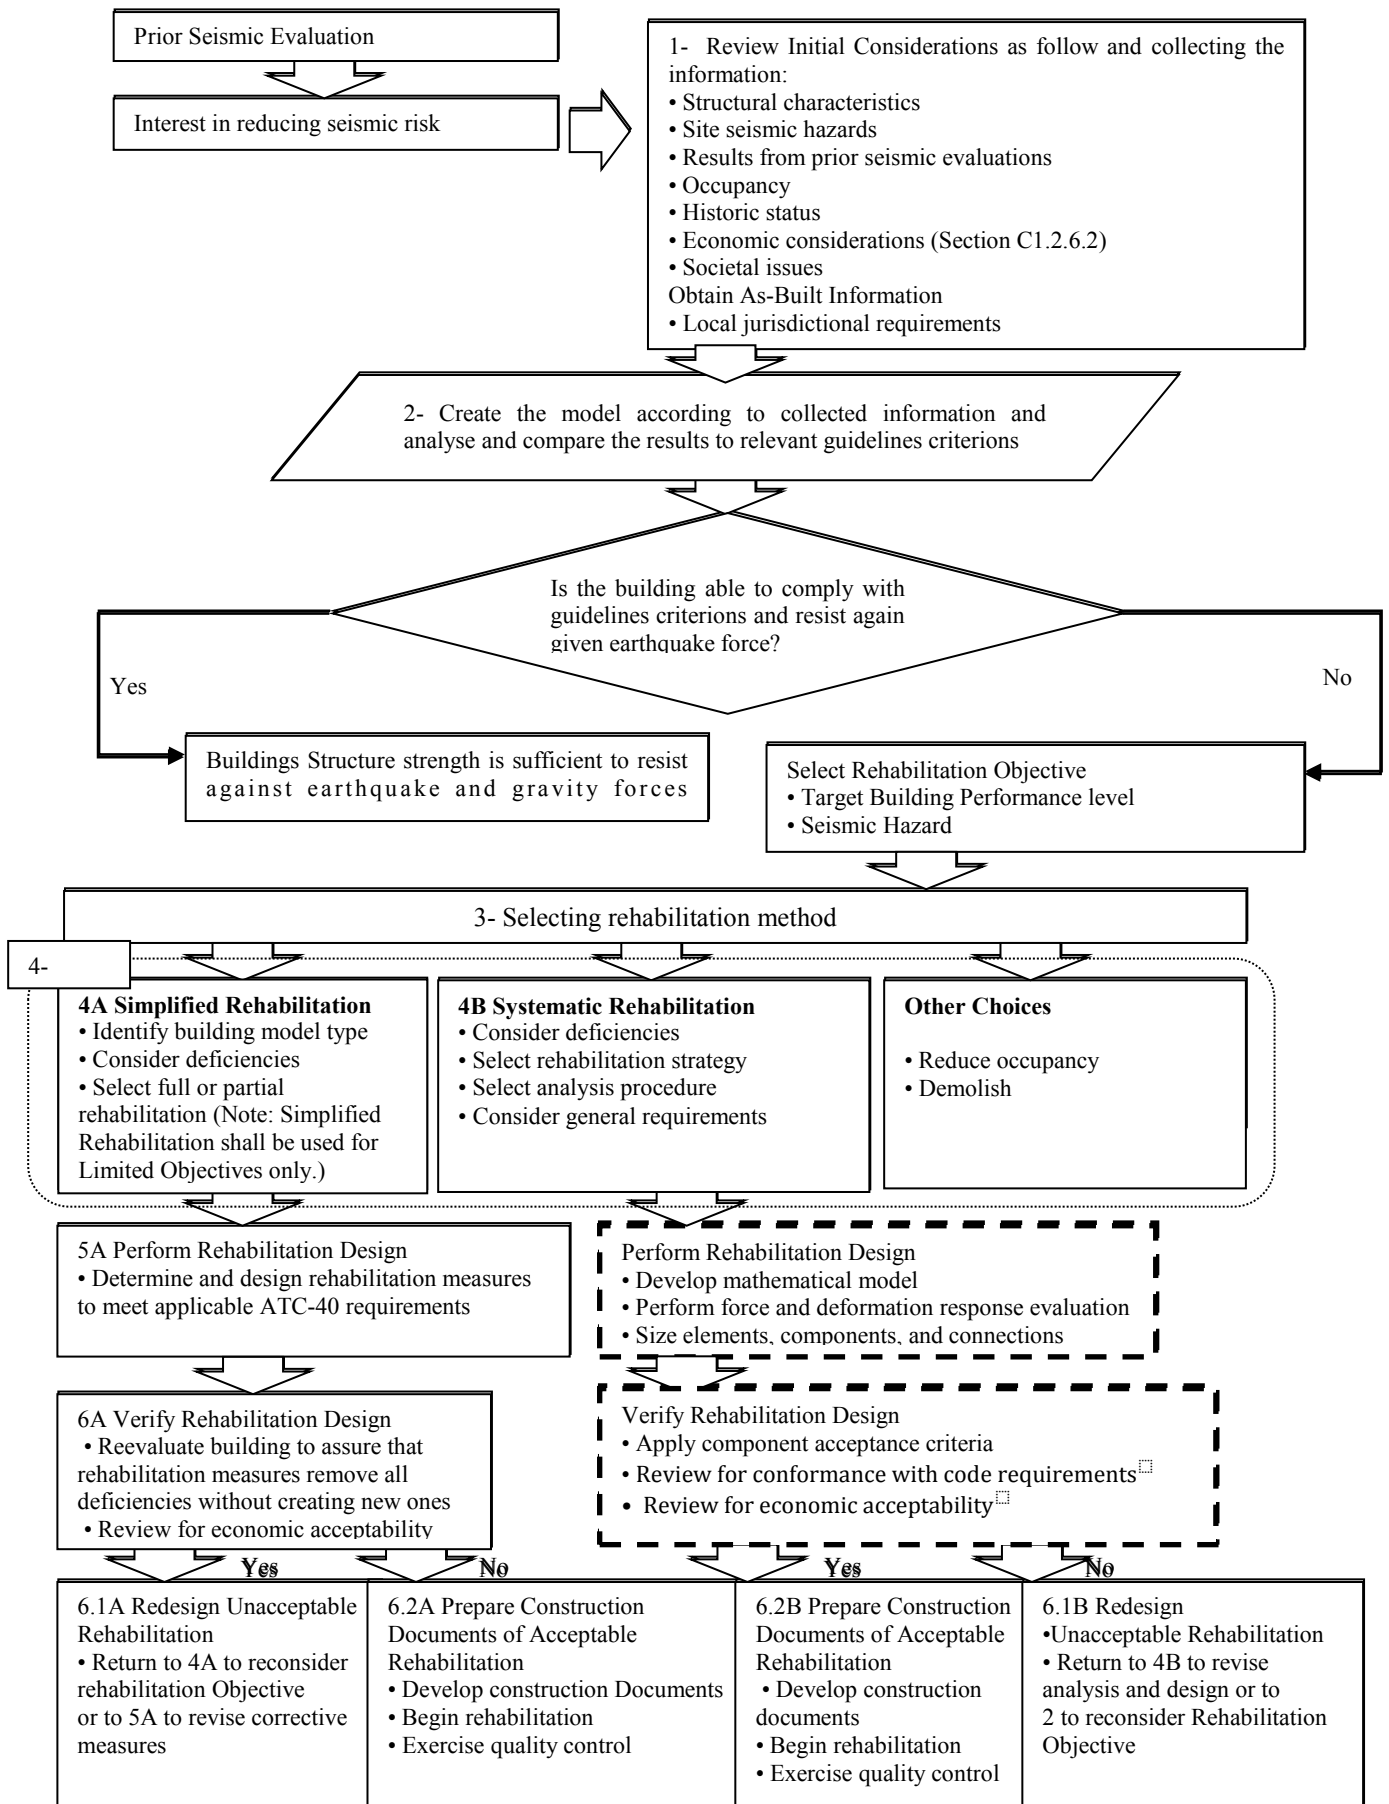 Prior Seismic Evaluation
Interest in reducing seismic risk
1- Review Initial Considerations as follow and collecting the
information:
• Structural characteristics
• Site seismic hazards
• Results from prior seismic evaluations
• Occupancy
• Historic status
• Economic considerations (Section C1.2.6.2)
• Societal issues
Obtain As-Built Information
• Local jurisdictional requirements
2- Create the model according to collected information and
analyse and compare the results to relevant guidelines criterions
Is the building able to comply with
guidelines criterions and resist again
given earthquake force?
Yes
No
Buildings Structure strength is sufficient to resist
against earthquake and gravity forces
Select Rehabilitation Objective
• Target Building Performance level
• Seismic Hazard
3- Selecting rehabilitation method
4-
4A Simplified Rehabilitation
• Identify building model type
• Consider deficiencies
• Select full or partial
rehabilitation (Note: Simplified
Rehabilitation shall be used for
Limited Objectives only.)
4B Systematic Rehabilitation
• Consider deficiencies
• Select rehabilitation strategy
• Select analysis procedure
• Consider general requirements
Other Choices
• Reduce occupancy
• Demolish
5A Perform Rehabilitation Design
• Determine and design rehabilitation measures
to meet applicable ATC-40 requirements
Perform Rehabilitation Design
• Develop mathematical model
• Perform force and deformation response evaluation
• Size elements, components, and connections
6A Verify Rehabilitation Design
• Reevaluate building to assure that
rehabilitation measures remove all
deficiencies without creating new ones
• Review for economic acceptability
Verify Rehabilitation Design
• Apply component acceptance criteria
• Review for conformance with code requirements
• Review for economic acceptability
Yes
No
Yes
No
6.1A Redesign Unacceptable
Rehabilitation
• Return to 4A to reconsider
rehabilitation Objective
or to 5A to revise corrective
measures
6.2A Prepare Construction
Documents of Acceptable
Rehabilitation
• Develop construction Documents
• Begin rehabilitation
• Exercise quality control
6.2B Prepare Construction
Documents of Acceptable
Rehabilitation
• Develop construction
documents
• Begin rehabilitation
• Exercise quality control
6.1B Redesign
•Unacceptable Rehabilitation
• Return to 4B to revise
analysis and design or to
2 to reconsider Rehabilitation
Objective